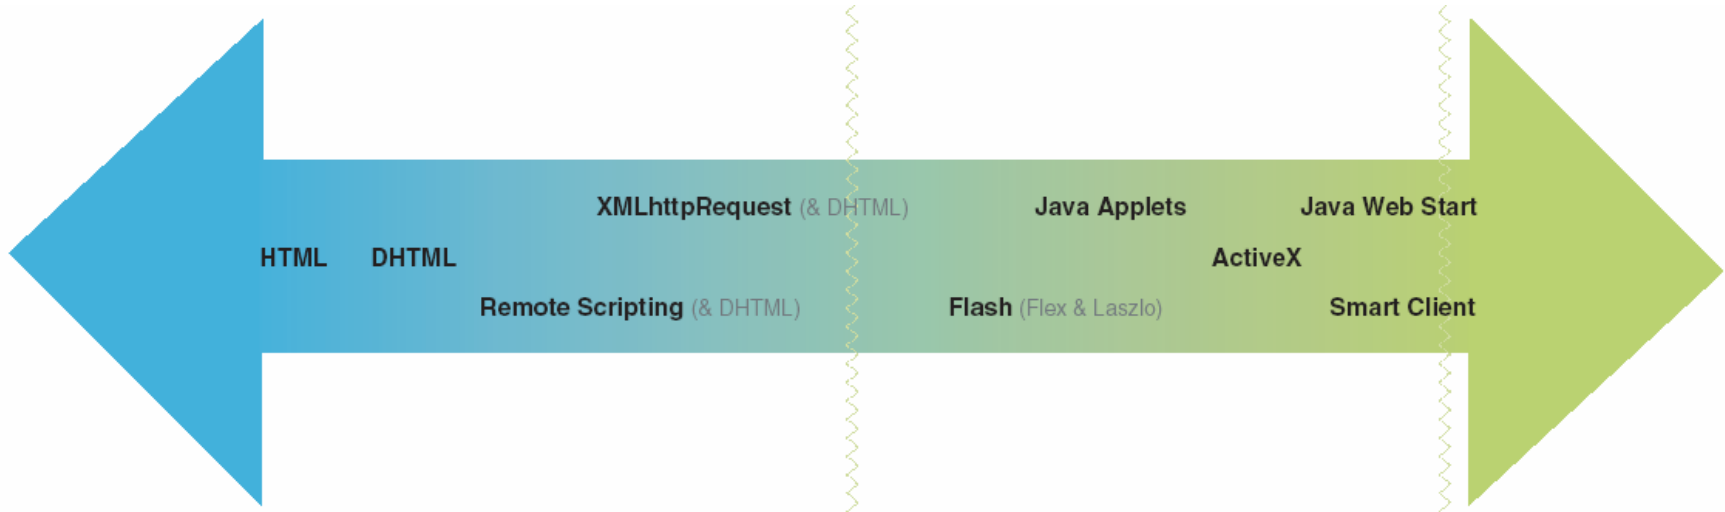 XMLhttpRequest (& DHTML) Java Applets Java Web Start
HTML DHTML ActiveX
Remote Scripting (& DHTML) Flash (Flex & Laszlo) Smart Client